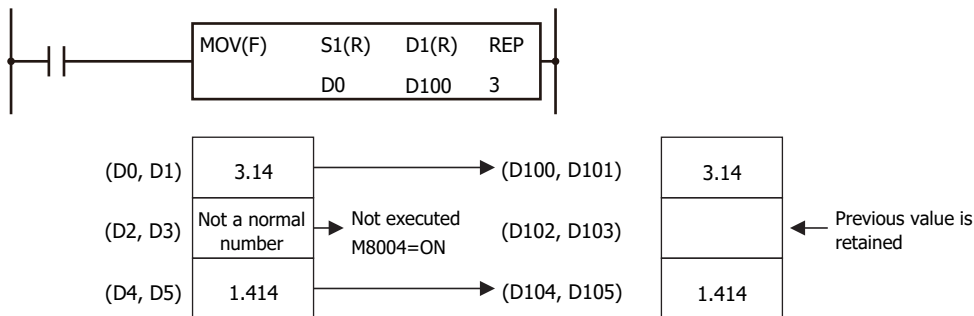 MOV(F) S1(R) D1(R) REP
D0 D100 3
(D0, D1) 3.14 (D100, D101) 3.14
(D2, D3) Not a normal number Not executed M8004=ON (D102, D103) Previous value is retained
(D4, D5) 1.414 (D104, D105) 1.414